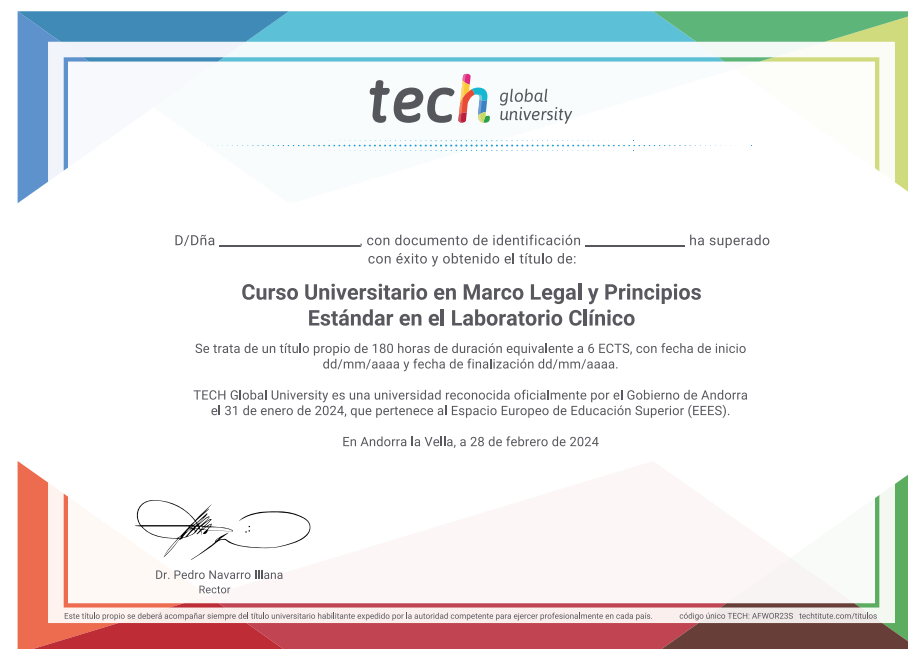 tech global university
D/Dña ____________________, con documento de identificación ______________ ha superado
con éxito y obtenido el título de:
Curso Universitario en Marco Legal y Principios
Estándar en el Laboratorio Clínico
Se trata de un título propio de 180 horas de duración equivalente a 6 ECTS, con fecha de inicio
dd/mm/aaaa y fecha de finalización dd/mm/aaaa.
TECH Global University es una universidad reconocida oficialmente por el Gobierno de Andorra
el 31 de enero de 2024, que pertenece al Espacio Europeo de Educación Superior (EEES).
En Andorra la Vella, a 28 de febrero de 2024
Dr. Pedro Navarro Illana
Rector
Este título propio se deberá acompañar siempre del título universitario habilitante expedido por la autoridad competente para ejercer profesionalmente en cada país. código único TECH: AFWOR23S techtitute.com/titulos